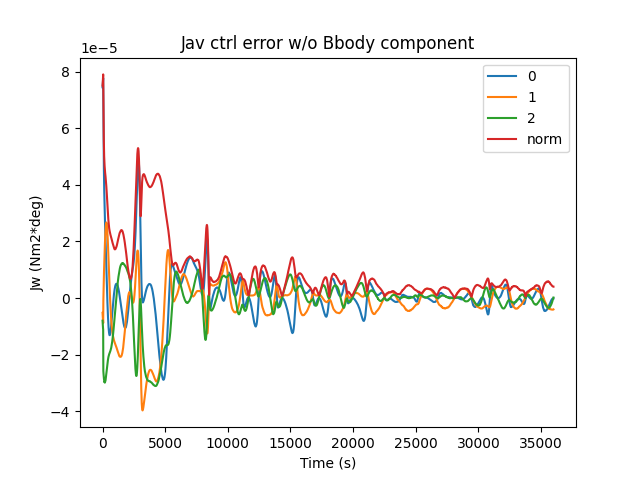 Jav ctrl error w/o Bbody component
1e−5
8
6
4
2
0
−2
−4
Jw (Nm2*deg)
0
1
2
norm
0 5000 10000 15000 20000 25000 30000 35000
Time (s)